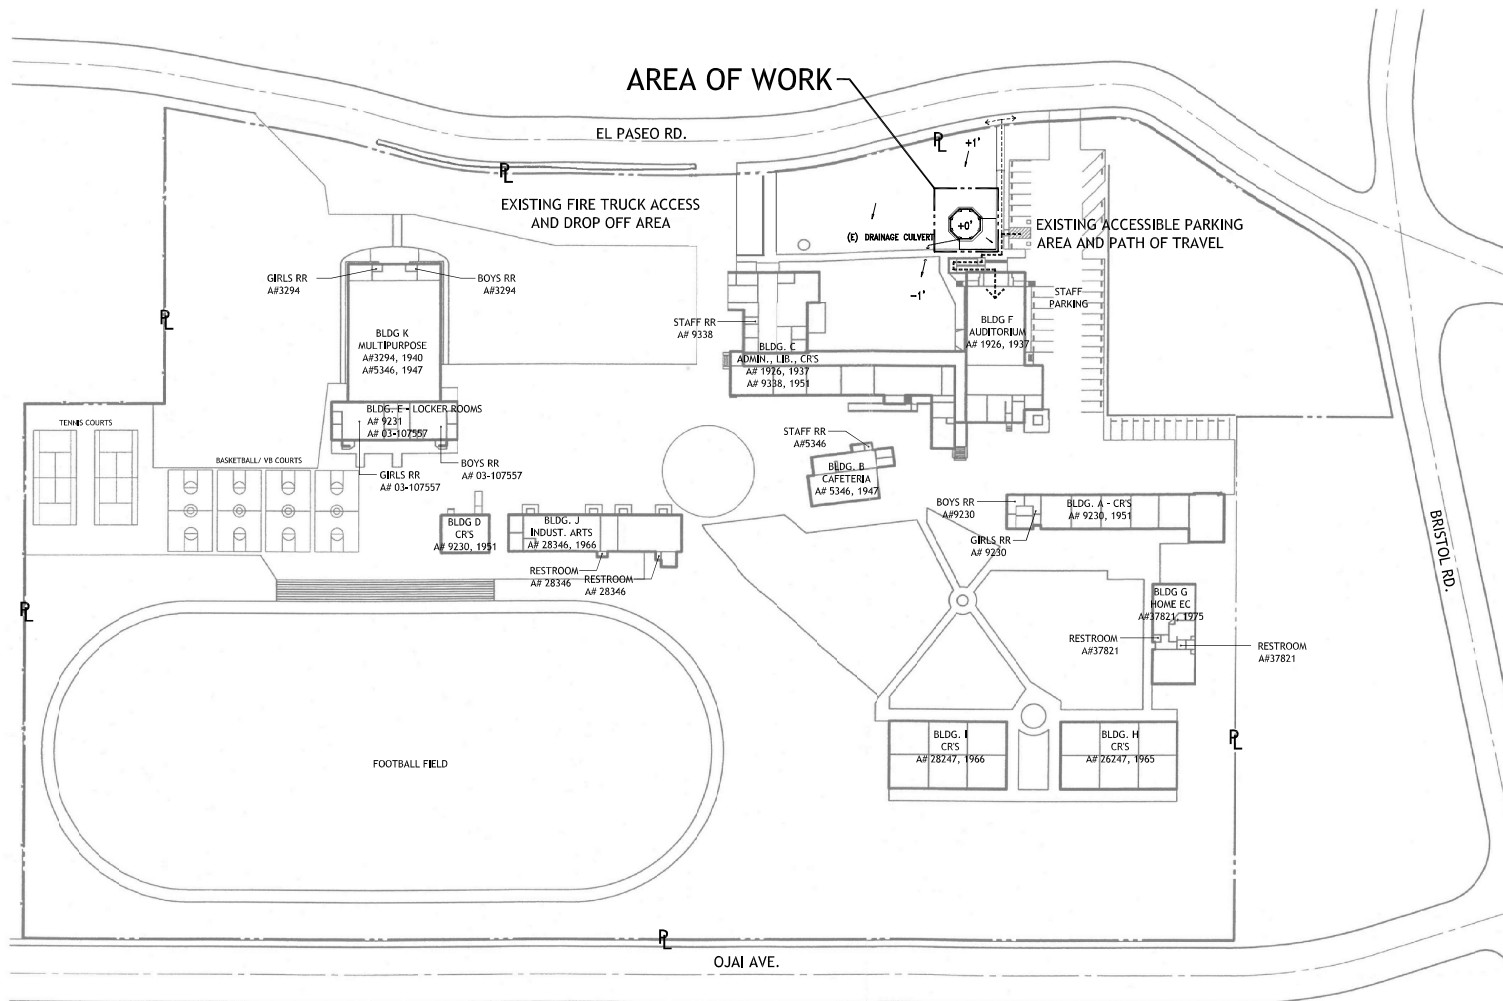 AREA OF WORK
EL PASEO RD.
PL
+1'
PL
EXISTING FIRE TRUCK ACCESS
AND DROP OFF AREA
(E) DRAINAGE CULVERT
+0'
EXISTING ACCESSIBLE PARKING
AREA AND PATH OF TRAVEL
-1'
GIRLS RR
A#3294
BOYS RR
A#3294
STAFF
PARKING
PL
STAFF RR
A# 9338
BLDG F
AUDITORIUM
A# 1926, 1937
BLDG K
MULTIPURPOSE
A#3294, 1940
A#5346, 1947
BLDG. C
ADMIN., LIB., CR'S
A# 1926, 1937
A# 9338, 1951
BLDG. E - LOCKER ROOMS
A# 9231
A# 03-107557
TENNIS COURTS
STAFF RR
A#5346
BASKETBALL/ VB COURTS
BOYS RR
A# 03-107557
GIRLS RR
A# 03-107557
BLDG. B
CAFETERIA
A# 5346, 1947
BOYS RR
A#9230
BLDG. A - CR'S
A# 9230, 1951
BLDG D
CR'S
A# 9230, 1951
BLDG. J
INDUST. ARTS
A# 28346, 1966
GIRLS RR
A# 9230
BRISTOL RD.
RESTROOM
A# 28346
RESTROOM
A# 28346
PL
BLDG G
HOME EC
A#37821, 1975
RESTROOM
A#37821
RESTROOM
A#37821
BLDG. I
CR'S
A# 28247, 1966
BLDG. H
CR'S
A# 26247, 1965
PL
FOOTBALL FIELD
PL
OJAI AVE.